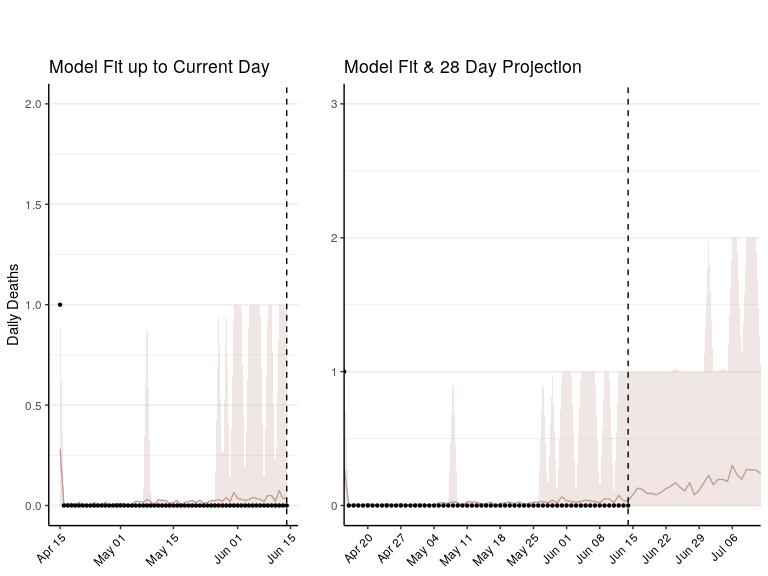 Model Fit up to Current Day
Model Fit & 28 Day Projection
Daily Deaths
2.0
1.5
1.0
0.5
0.0
Apr 15
May 01
May 15
Jun 01
Jun 15
3
2
1
0
Apr 20
Apr 27
May 04
May 11
May 18
May 25
Jun 01
Jun 08
Jun 15
Jun 22
Jun 29
Jul 06